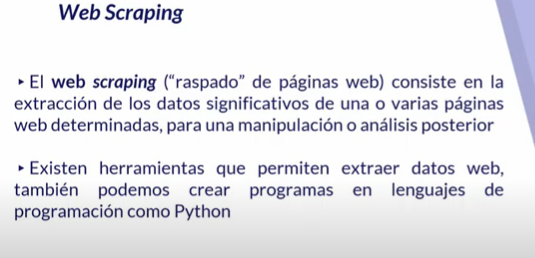 Web Scraping
‣ El web scraping (“raspado” de páginas web) consiste en la
extracción de los datos significativos de una o varias páginas
web determinadas, para una manipulación o análisis posterior
‣ Existen herramientas que permiten extraer datos web,
también podemos crear programas en lenguajes de
programación como Python